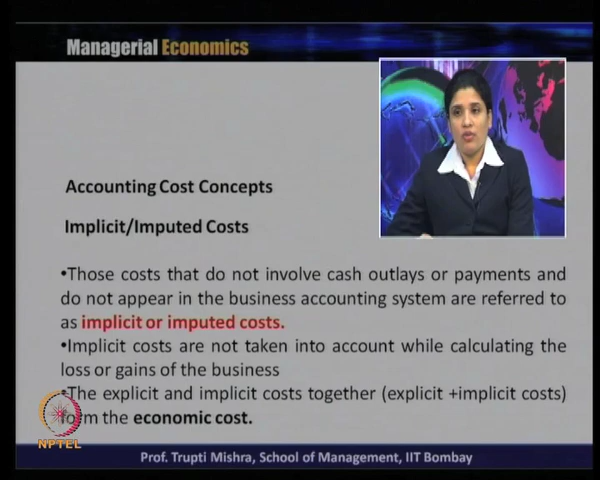 Managerial Economics
Accounting Cost Concepts
Implicit/Imputed Costs
•Those costs that do not involve cash outlays or payments and
do not appear in the business accounting system are referred to
as implicit or imputed costs.
•Implicit costs are not taken into account while calculating the
loss or gains of the business
•The explicit and implicit costs together (explicit +implicit costs)
form the economic cost.
NPTEL
Prof. Trupti Mishra, School of Management, IIT Bombay